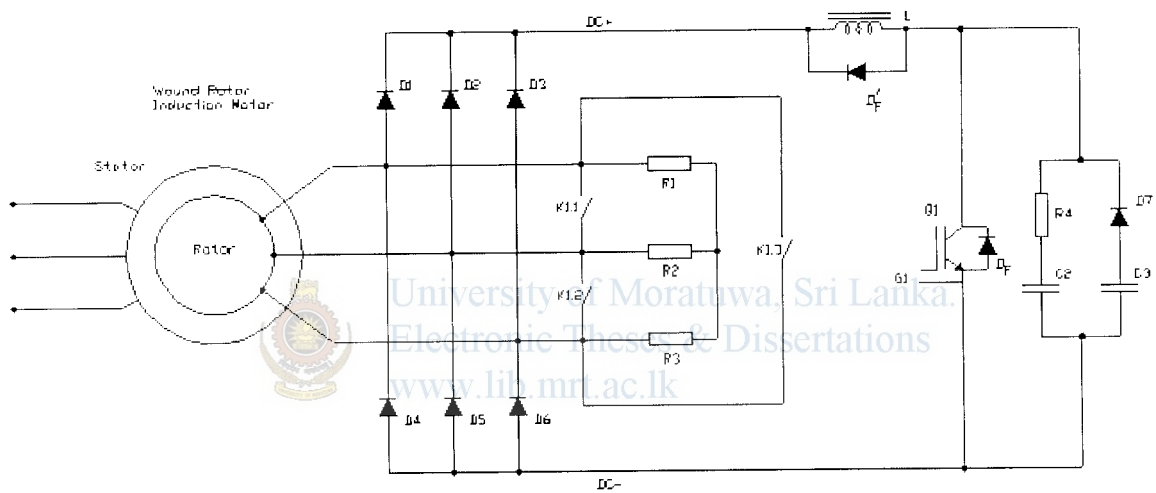 DC+
L
D1
D2
D3
D'F
Wound Rotor
Induction Motor
Stator
R1
R4
D7
K1.1
Q1
Rotor
K1.3
DF
R2
G1
C2
C3
K1.2
University of Moratuwa, Sri Lanka.
Electronic Theses & Dissertations
www.lib.mrt.ac.lk
R3
D4
D5
D6
DC-